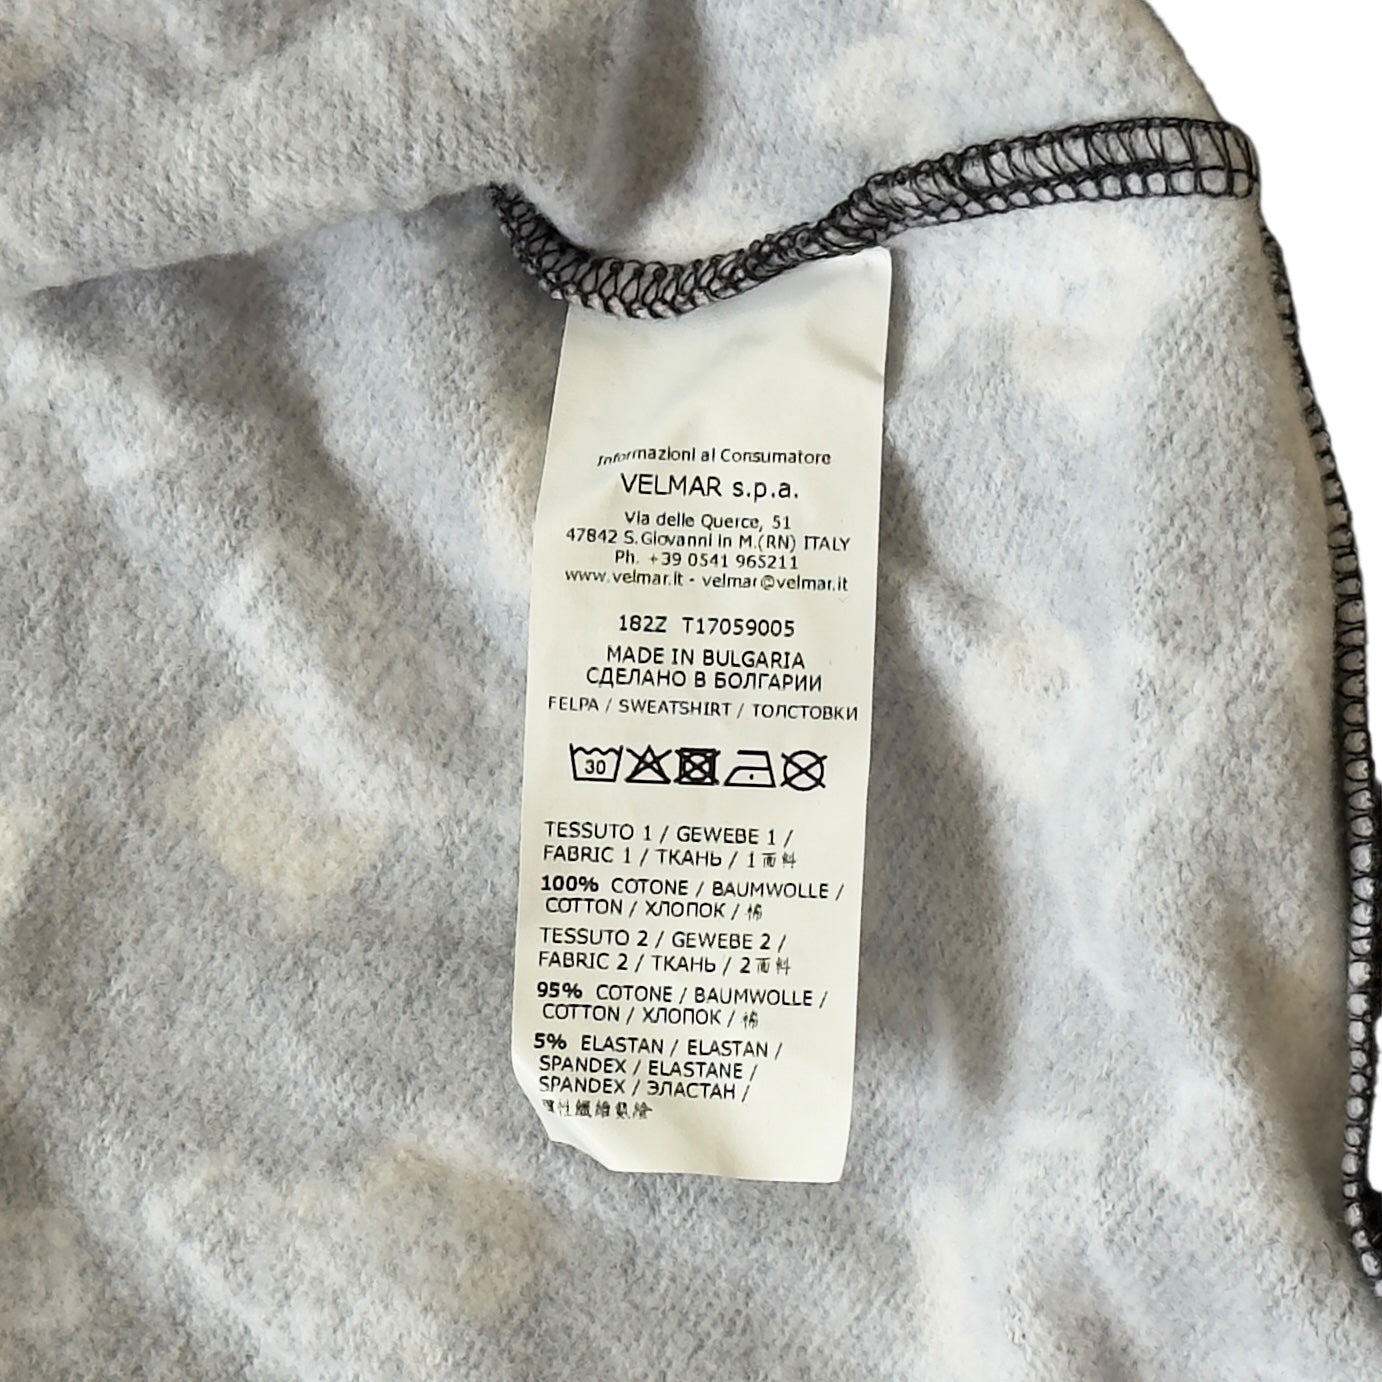 Informazioni al Consumatore
VELMAR s.p.a.
Via delle Querce, 51
47842 S.Giovanni in M.(RN) ITALY
Ph. +39 0541 965211
www.velmar.it - velmar@velmar.it
182Z T17059005
MADE IN BULGARIA
СДЕЛАНО В БОЛГАРИИ
FELPA / SWEATSHIRT / ТОЛСТОВКИ
30
TESSUTO 1 / GEWEBE 1 /
FABRIC 1 / ТКАНЬ / 1面料
100% COTONE / BAUMWOLLE /
COTTON / ХЛОПОК / 棉
TESSUTO 2 / GEWEBE 2 /
FABRIC 2 / ТКАНЬ / 2面料
95% COTONE / BAUMWOLLE /
COTTON / ХЛОПОК / 棉
5% ELASTAN / ELASTAN /
SPANDEX / ELASTANE /
SPANDEX / ЭЛАСТАН /